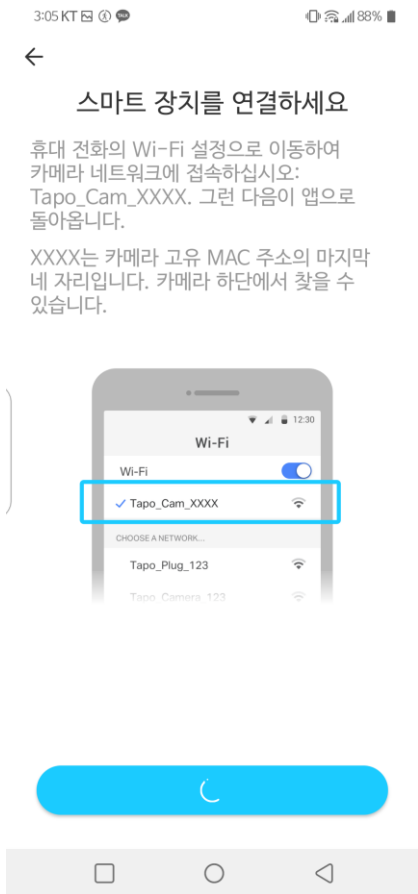 3:05 KT 88%
스마트 장치를 연결하세요
휴대 전화의 Wi-Fi 설정으로 이동하여
카메라 네트워크에 접속하십시오:
Tapo_Cam_XXXX. 그런 다음이 앱으로
돌아옵니다.
XXXX는 카메라 고유 MAC 주소의 마지막
네 자리입니다. 카메라 하단에서 찾을 수
있습니다.
12:30
Wi-Fi
Wi-Fi
Tapo_Cam_XXXX
CHOOSE A NETWORK...
Tapo_Plug_123
Tapo_Camera_123